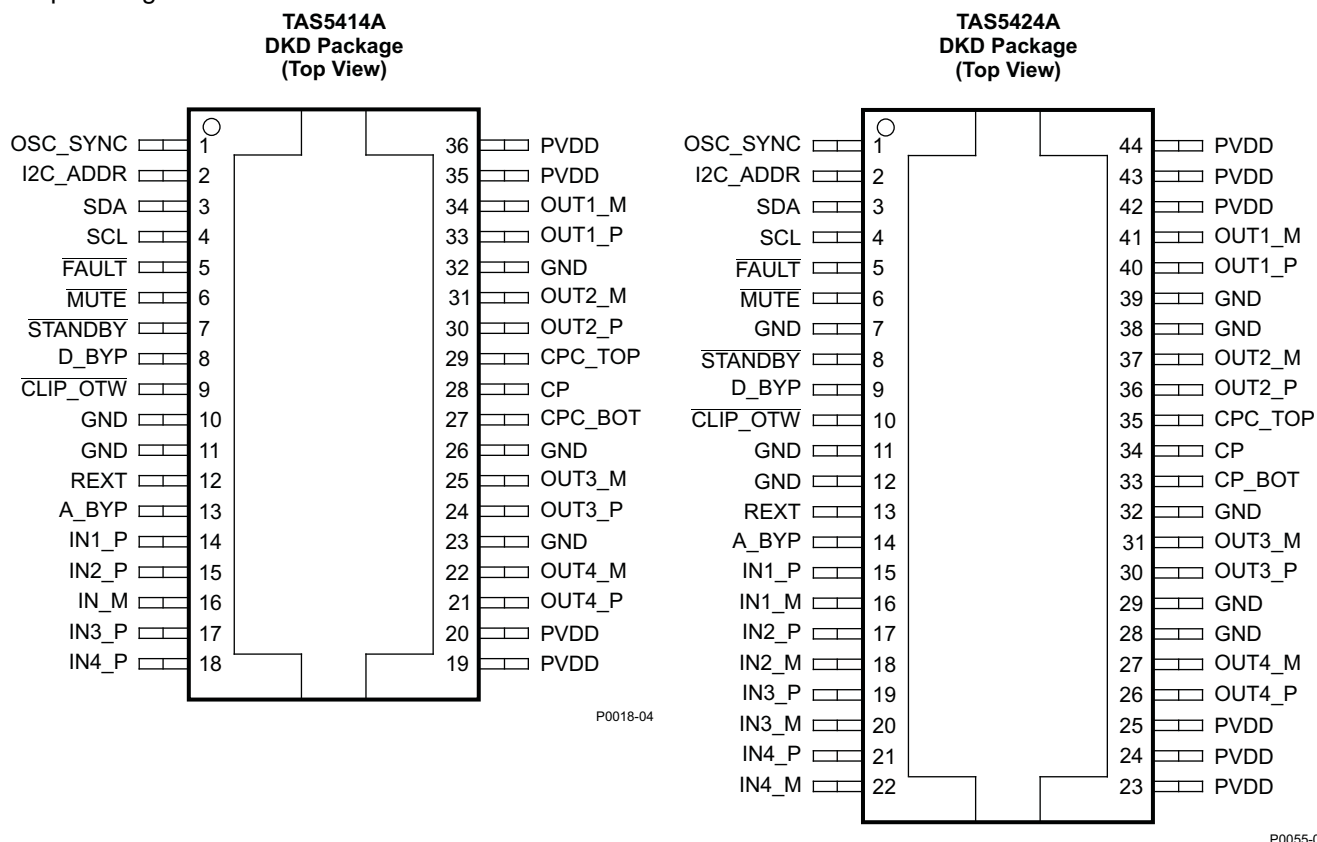 TAS5414A
DKD Package
(Top View)
OSC_SYNC 1 36 PVDD
I2C_ADDR 2 35 PVDD
SDA 3 34 OUT1_M
SCL 4 33 OUT1_P
FAULT 5 32 GND
MUTE 6 31 OUT2_M
STANDBY 7 30 OUT2_P
D_BYP 8 29 CPC_TOP
CLIP_OTW 9 28 CP
GND 10 27 CPC_BOT
GND 11 26 GND
REXT 12 25 OUT3_M
A_BYP 13 24 OUT3_P
IN1_P 14 23 GND
IN2_P 15 22 OUT4_M
IN_M 16 21 OUT4_P
IN3_P 17 20 PVDD
IN4_P 18 19 PVDD
P0018-04
TAS5424A
DKD Package
(Top View)
OSC_SYNC 1 44 PVDD
I2C_ADDR 2 43 PVDD
SDA 3 42 PVDD
SCL 4 41 OUT1_M
FAULT 5 40 OUT1_P
MUTE 6 39 GND
GND 7 38 GND
STANDBY 8 37 OUT2_M
D_BYP 9 36 OUT2_P
CLIP_OTW 10 35 CPC_TOP
GND 11 34 CP
GND 12 33 CP_BOT
REXT 13 32 GND
A_BYP 14 31 OUT3_M
IN1_P 15 30 OUT3_P
IN1_M 16 29 GND
IN2_P 17 28 GND
IN2_M 18 27 OUT4_M
IN3_P 19 26 OUT4_P
IN3_M 20 25 PVDD
IN4_P 21 24 PVDD
IN4_M 22 23 PVDD
P0055-0